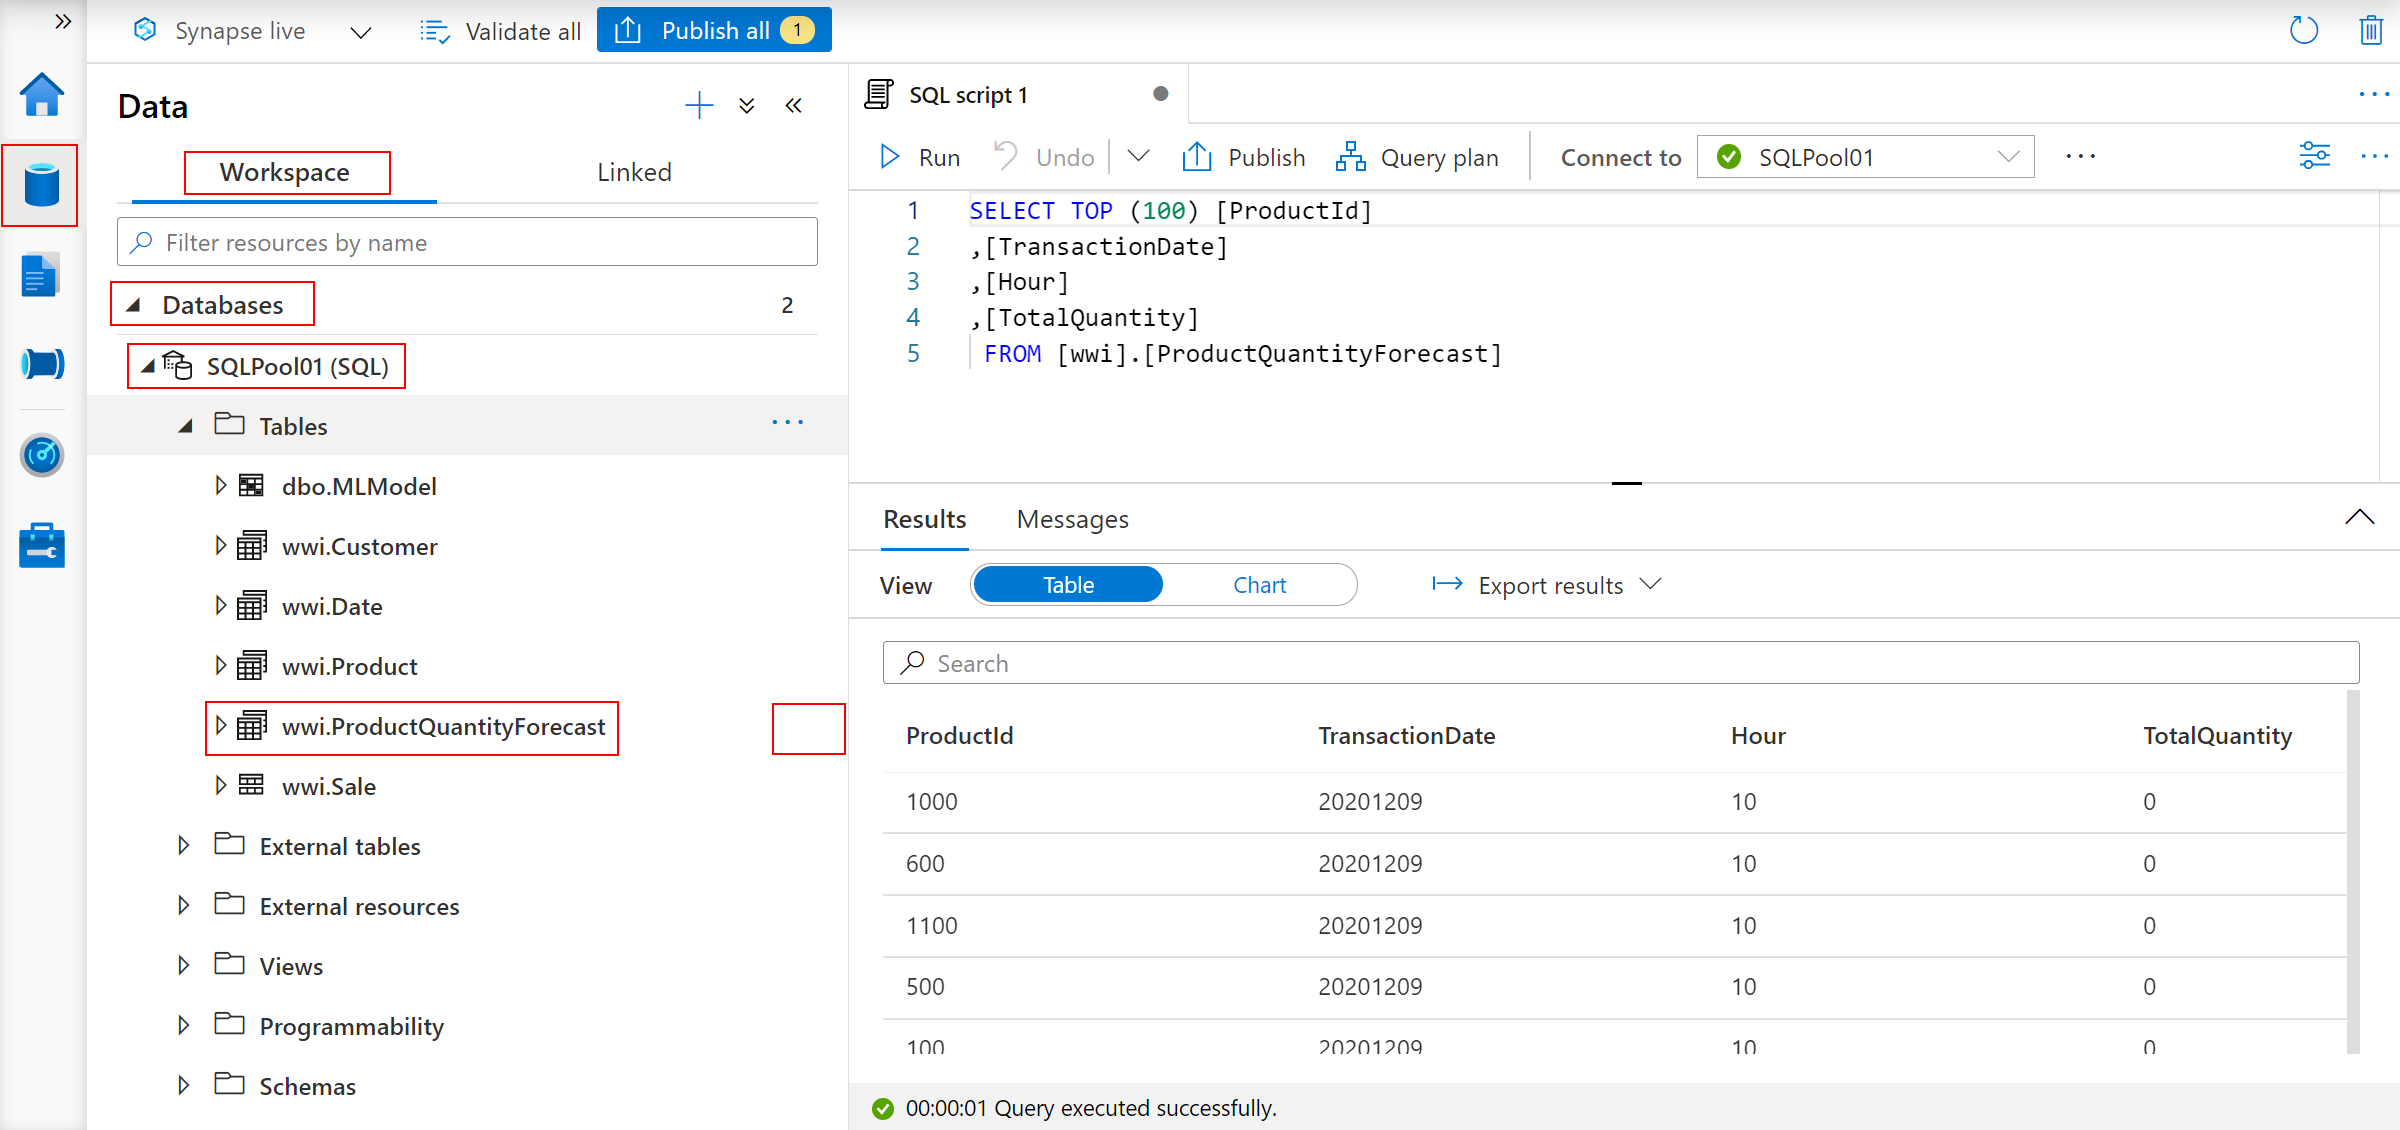 Synapse live
Validate all
Publish all 1
Data
Workspace
Linked
Filter resources by name
Databases 2
SQLPool01 (SQL)
Tables
dbo.MLModel
wwi.Customer
wwi.Date
wwi.Product
wwi.ProductQuantityForecast
wwi.Sale
External tables
External resources
Views
Programmability
Schemas
SQL script 1
Run
Undo
Publish
Query plan
Connect to
SQLPool01
1 SELECT TOP (100) [ProductId]
2 ,[TransactionDate]
3 ,[Hour]
4 ,[TotalQuantity]
5 FROM [wwi].[ProductQuantityForecast]
Results
Messages
View
Table
Chart
Export results
Search
ProductId TransactionDate Hour TotalQuantity
1000 20201209 10 0
600 20201209 10 0
1100 20201209 10 0
500 20201209 10 0
100 20201209 10 0
00:00:01 Query executed successfully.